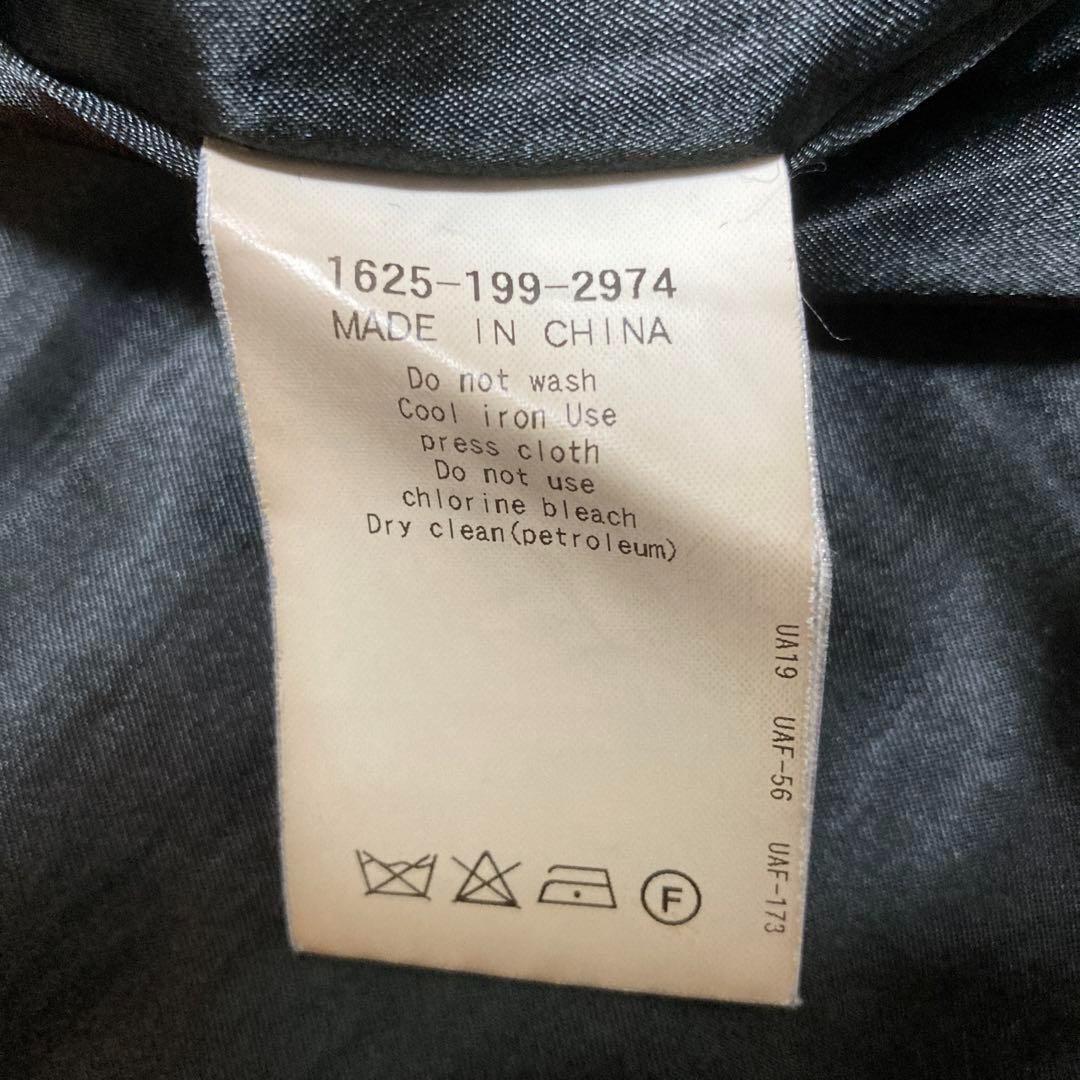 1625-199-2974
MADE IN CHINA
Do not wash
Cool iron Use
press cloth
Do not use
chlorine bleach
Dry clean(petroleum)
UA19 UAF-56 UAF-173
F